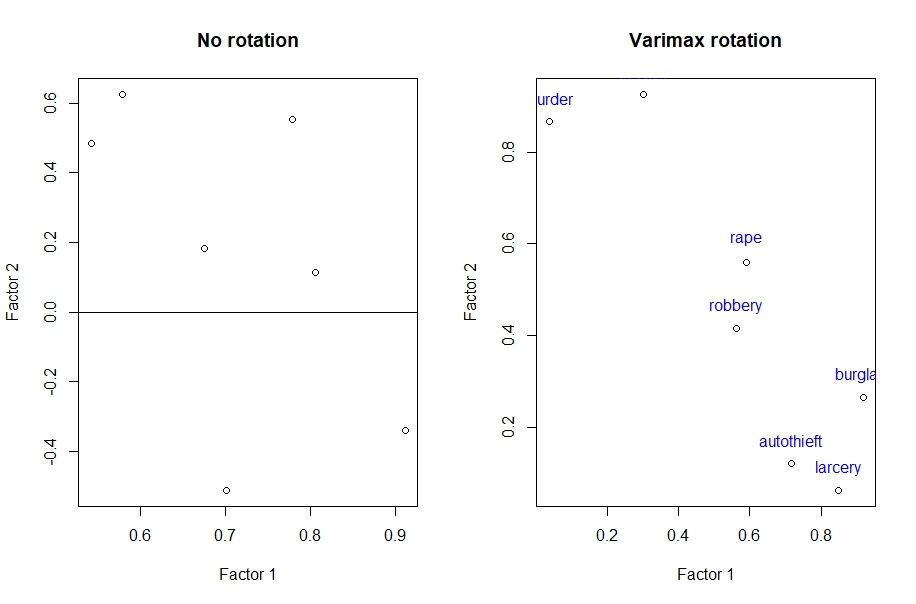 No rotation
Factor 2
0.6
0.4
0.2
0.0
-0.2
-0.4
0.6 0.7 0.8 0.9
Factor 1
Varimax rotation
Factor 2
0.8
0.6
0.4
0.2
urder
rape
robbery
burgla
autothieft
larcery
0.2 0.4 0.6 0.8
Factor 1